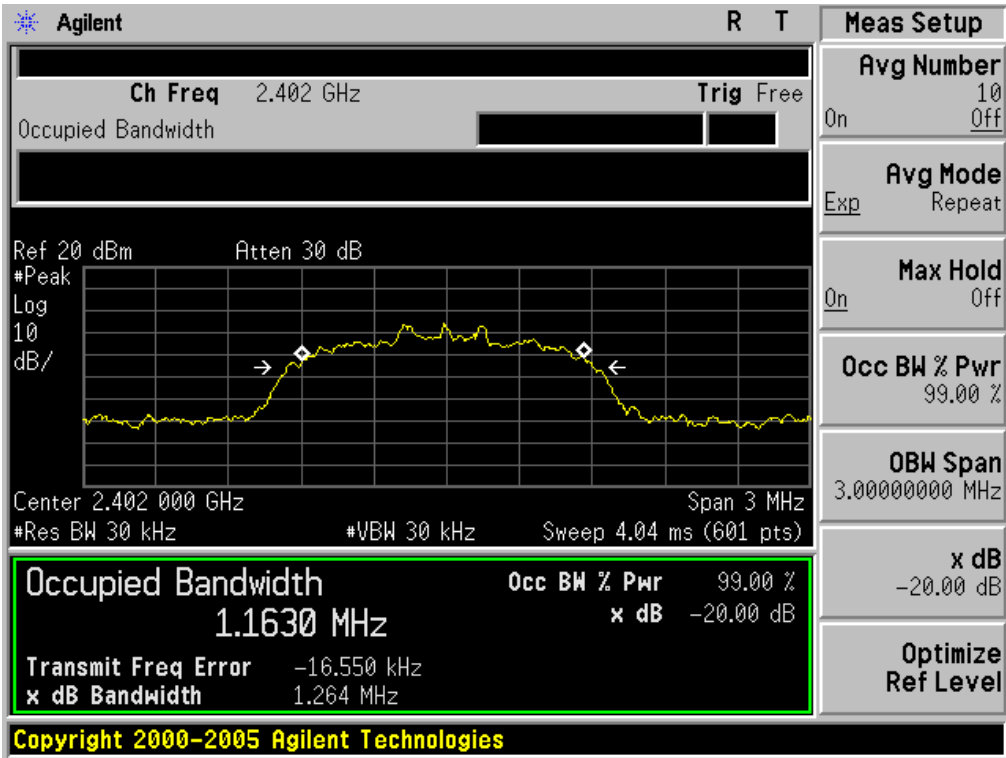 Agilent R T
Ch Freq 2.402 GHz Trig Free
Occupied Bandwidth
Ref 20 dBm Atten 30 dB
#Peak
Log
10
dB/
Center 2.402 000 GHz Span 3 MHz
#Res BW 30 kHz #VBW 30 kHz Sweep 4.04 ms (601 pts)
Occupied Bandwidth Occ BW % Pwr 99.00 %
1.1630 MHz x dB -20.00 dB
Transmit Freq Error -16.550 kHz
x dB Bandwidth 1.264 MHz
Copyright 2000-2005 Agilent Technologies
Meas Setup
Avg Number
10
On Off
Avg Mode
Exp Repeat
Max Hold
On Off
Occ BW % Pwr
99.00 %
OBW Span
3.00000000 MHz
x dB
-20.00 dB
Optimize
Ref Level